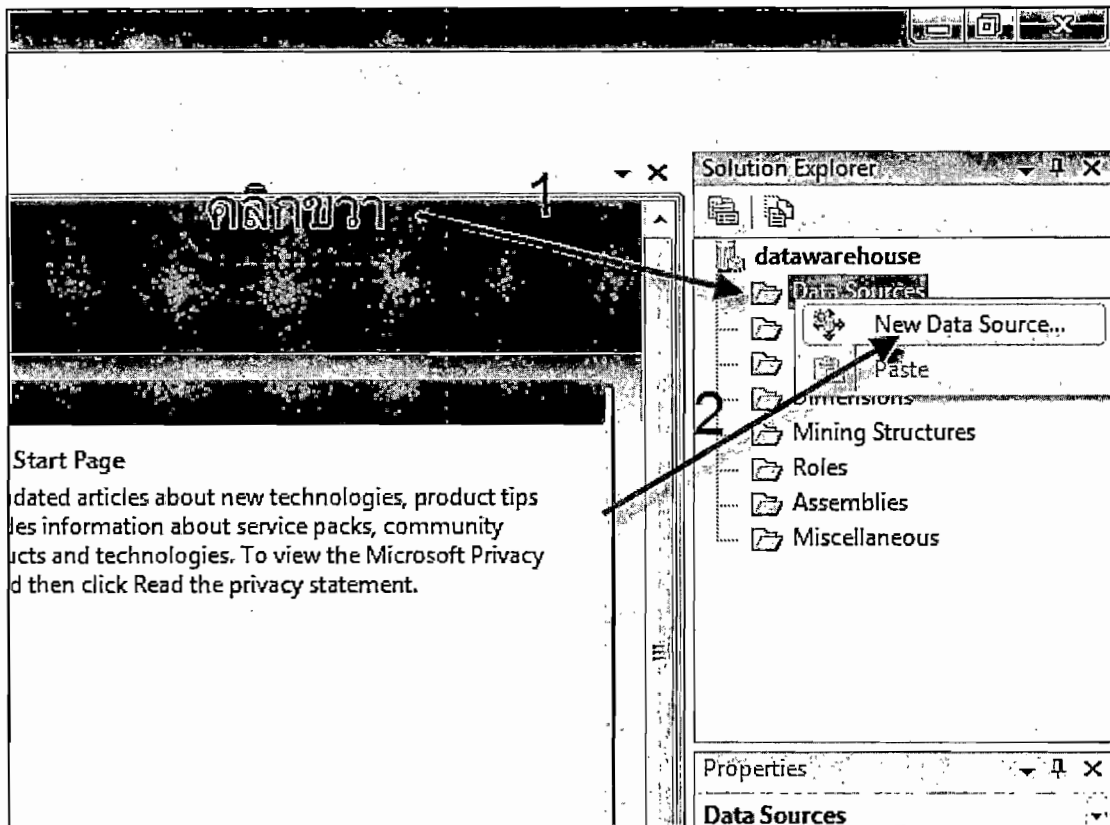 Solution Explorer
คลิกขวา
1
datawarehouse
Data Sources
New Data Source...
Paste
Dimensions
2
Mining Structures
Start Page
Roles
dated articles about new technologies, product tips
des information about service packs, community
Assemblies
ucts and technologies. To view the Microsoft Privacy
Miscellaneous
d then click Read the privacy statement.
Properties
Data Sources